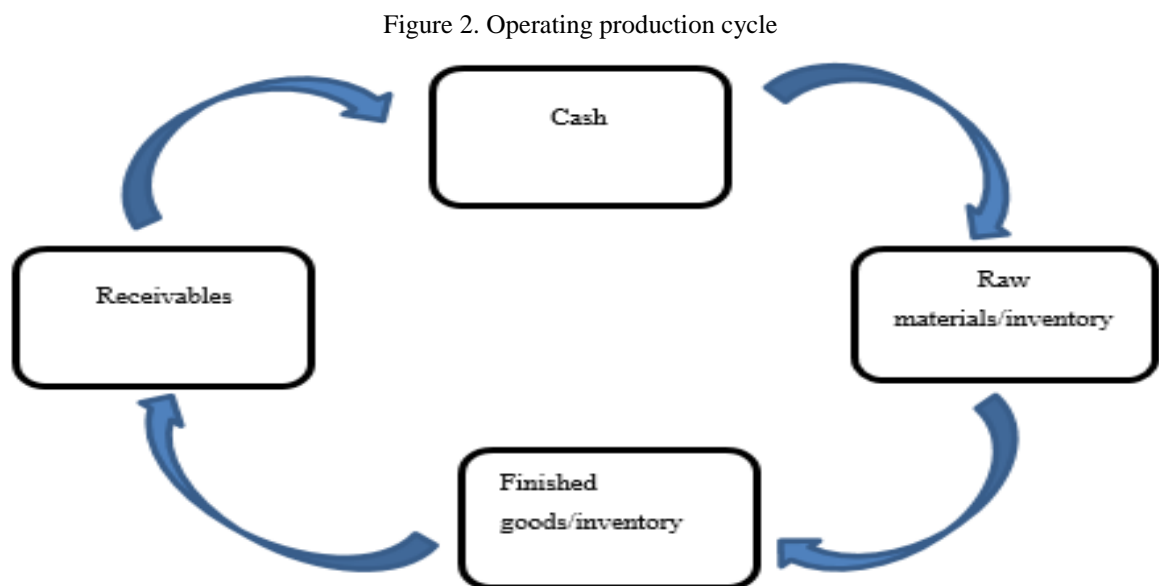 Figure 2. Operating production cycle
Cash
Receivables
Raw
materials/inventory
Finished
goods/inventory